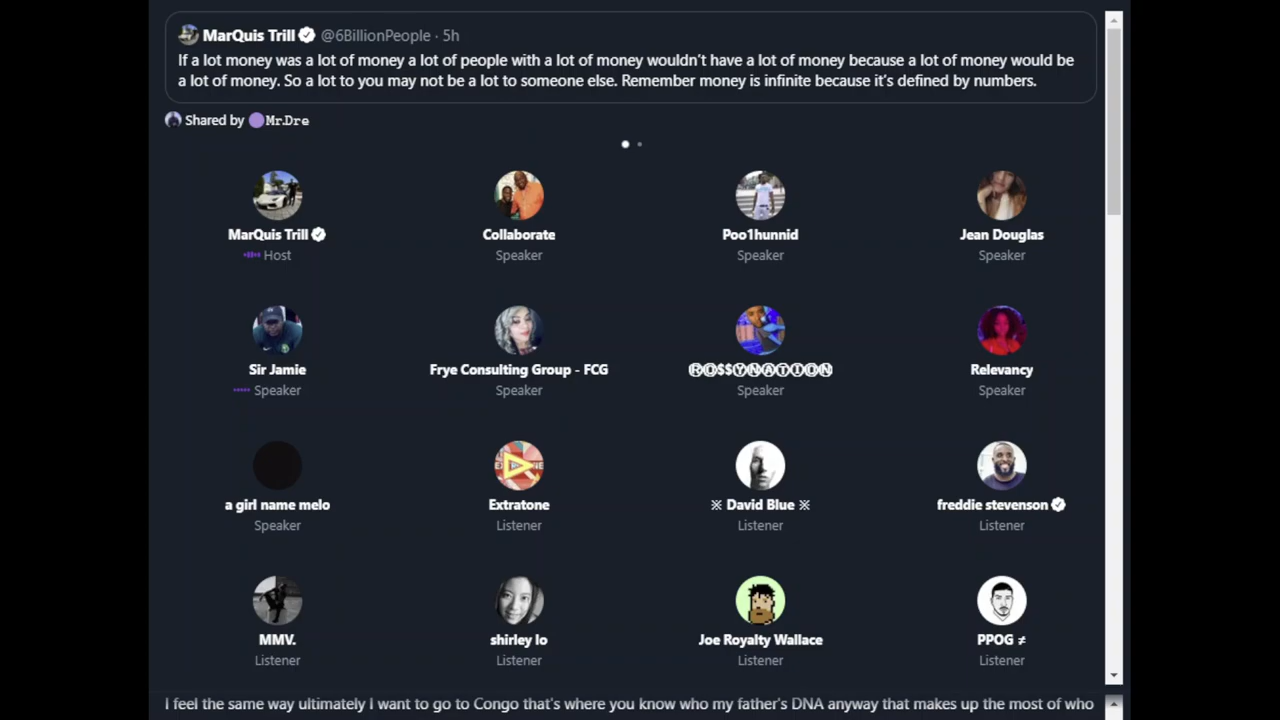 MarQuis Trill @6BillionPeople · 5h
If a lot money was a lot of money a lot of people with a lot of money wouldn't have a lot of money because a lot of money would be
a lot of money. So a lot to you may not be a lot to someone else. Remember money is infinite because it's defined by numbers.
Shared by Mr.Dre
MarQuis Trill Collaborate Poo1hunnid Jean Douglas
Host Speaker Speaker Speaker
Sir Jamie Frye Consulting Group - FCG ⓇⓄ$$ⓎⓃⒶⓉⒾⓄⓃ Relevancy
Speaker Speaker Speaker Speaker
a girl name melo Extratone ※ David Blue ※ freddie stevenson
Speaker Listener Listener Listener
MMV. shirley lo Joe Royalty Wallace PPOG ≠
Listener Listener Listener Listener
I feel the same way ultimately I want to go to Congo that's where you know who my father's DNA anyway that makes up the most of who